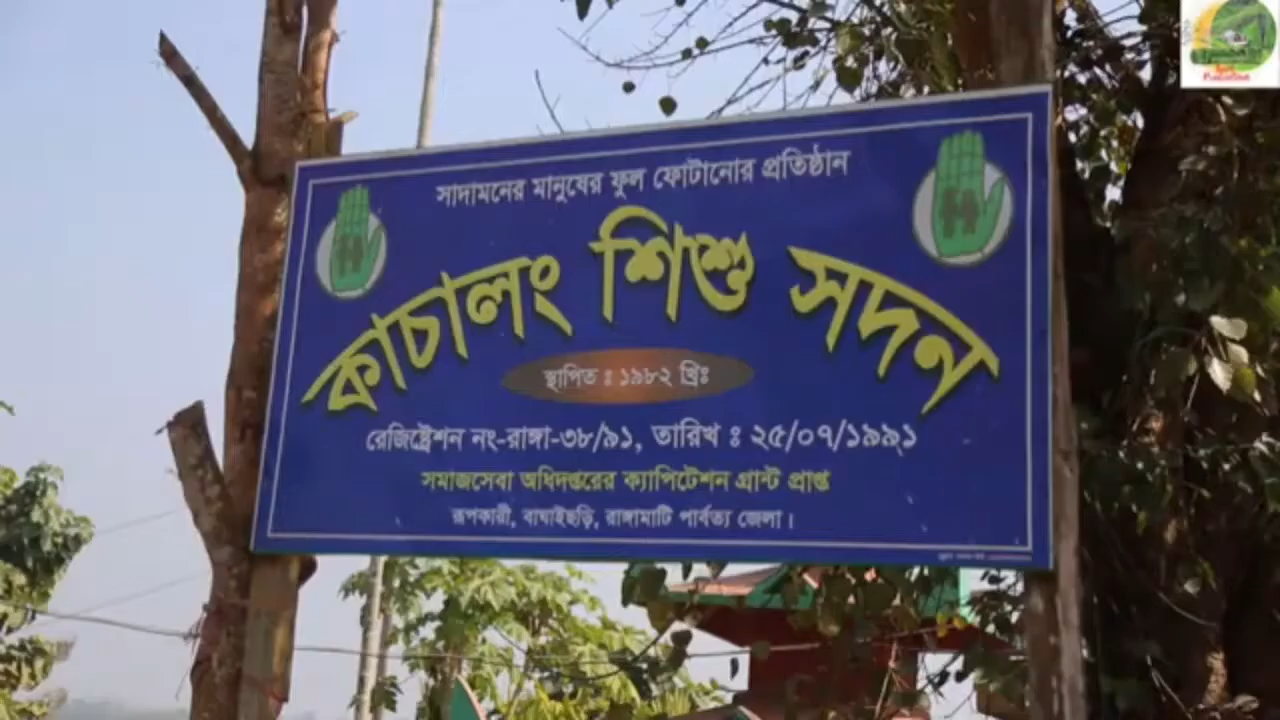 সাদামনের মানুষের ফুল ফোটানোর প্রতিষ্ঠান
কাচালং শিশু সদন
স্থাপিত ঃ ১৯৮২ খ্রিঃ
রেজিষ্ট্রেশন নং-রাঙ্গা-৩৮/৯১, তারিখ ঃ ২৫/০৭/১৯৯১
সমাজসেবা অধিদপ্তরের ক্যাপিটেশন গ্রান্ট প্রাপ্ত
রূপকারী, বাঘাইছড়ি, রাঙ্গামাটি পার্বত্য জেলা।